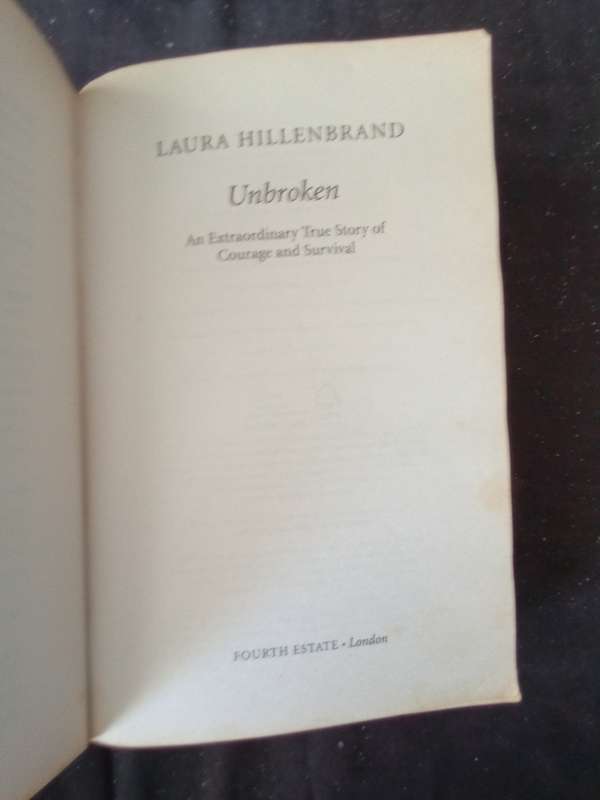 LAURA HILLENBRAND
Unbroken
An Extraordinary True Story of
Courage and Survival
FOURTH ESTATE • London